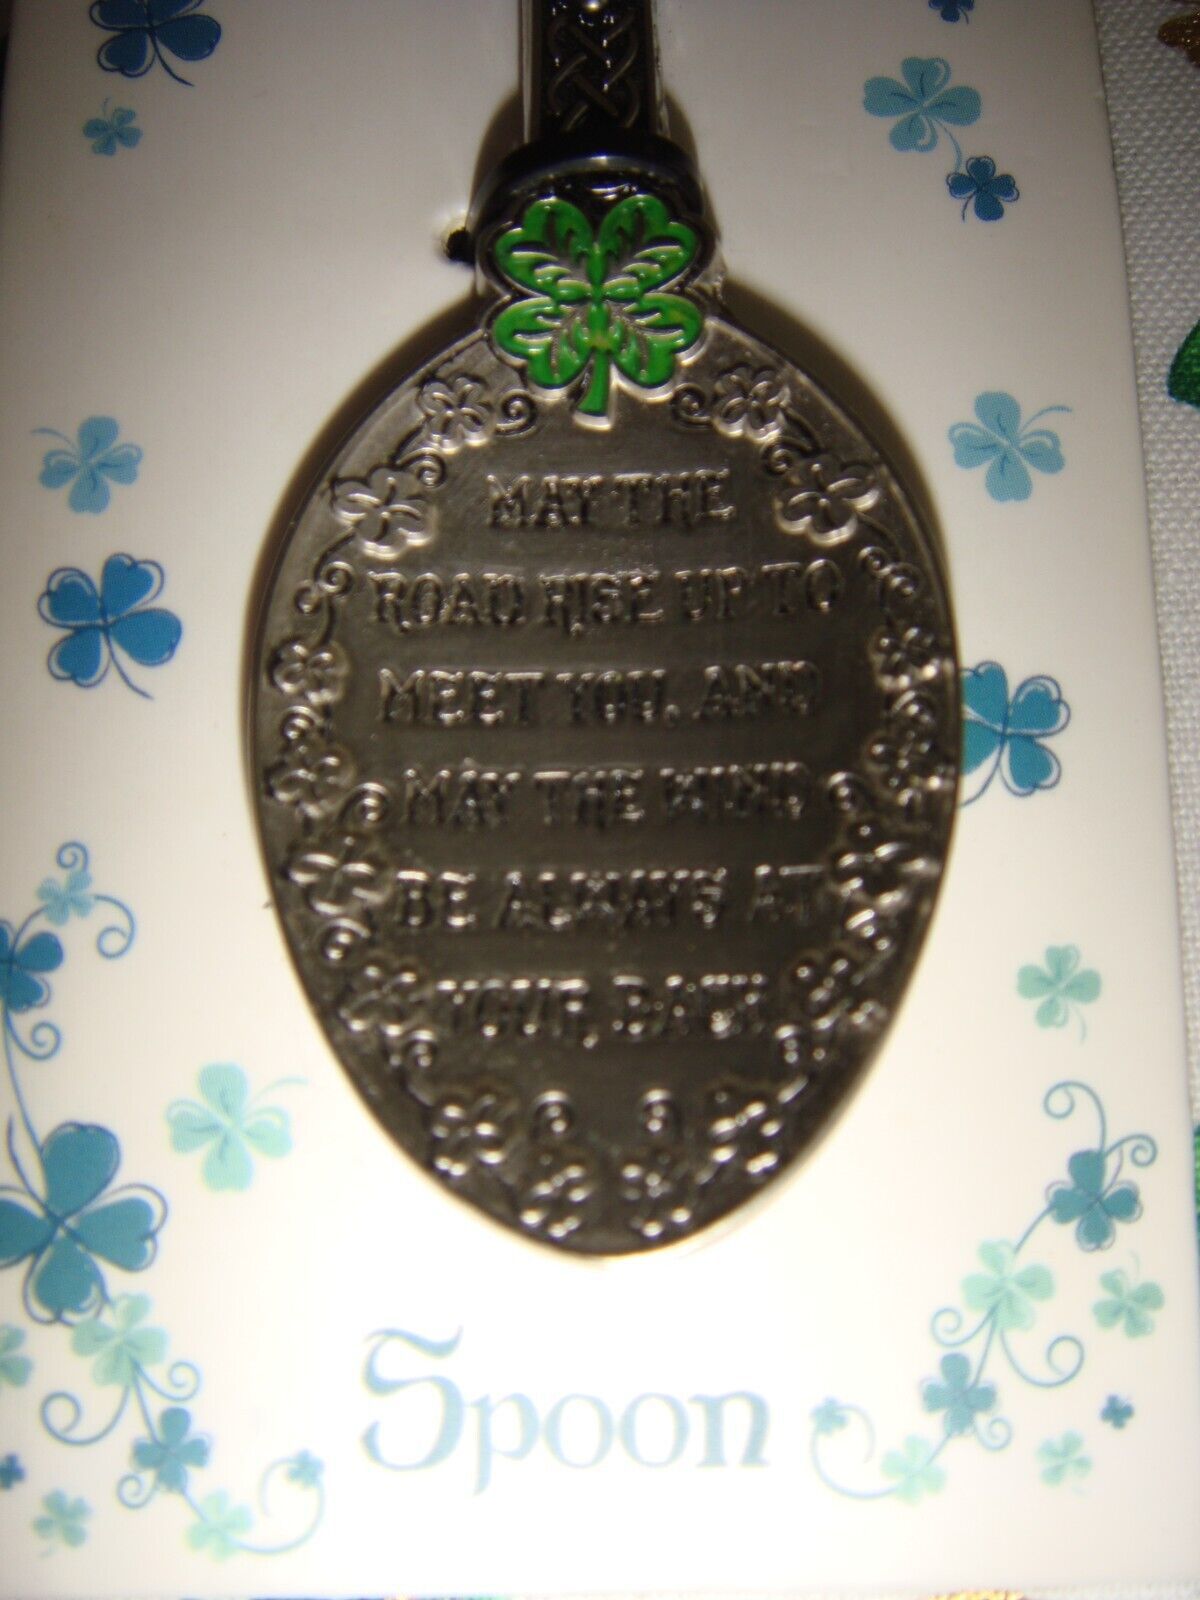 MAY THE
ROAD RISE UP TO
MEET YOU, AND
MAY THE WIND
BE ALWAYS AT
YOUR BACK
Spoon